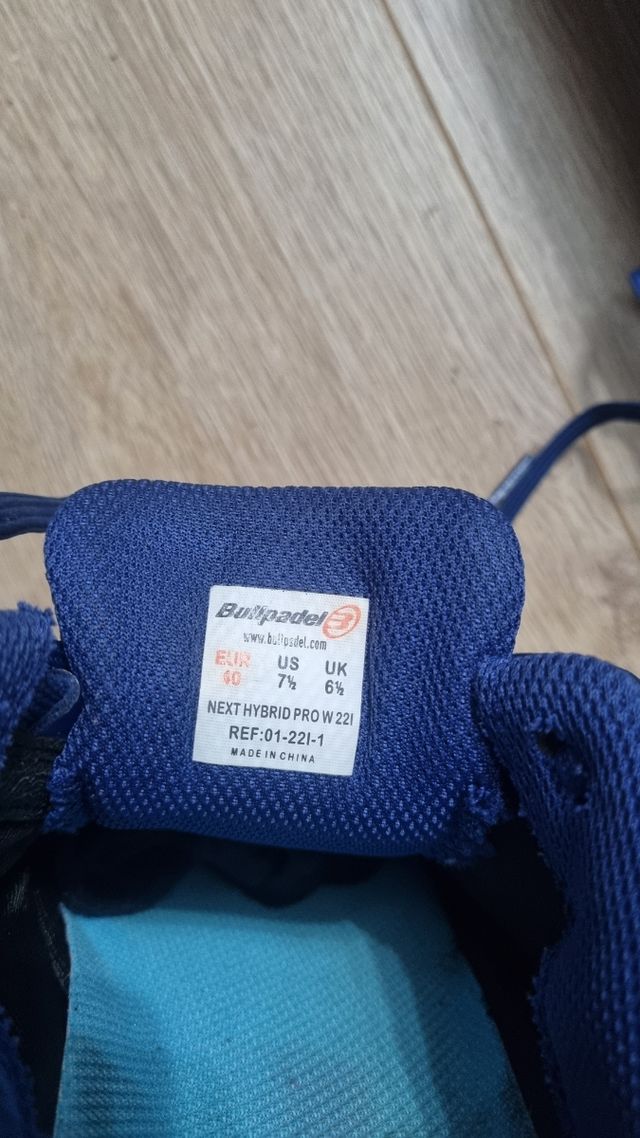 Bullpadel B
www.bullpadel.com
EUR US UK
40 7½ 6½
NEXT HYBRID PRO W 22I
REF:01-22I-1
MADE IN CHINA